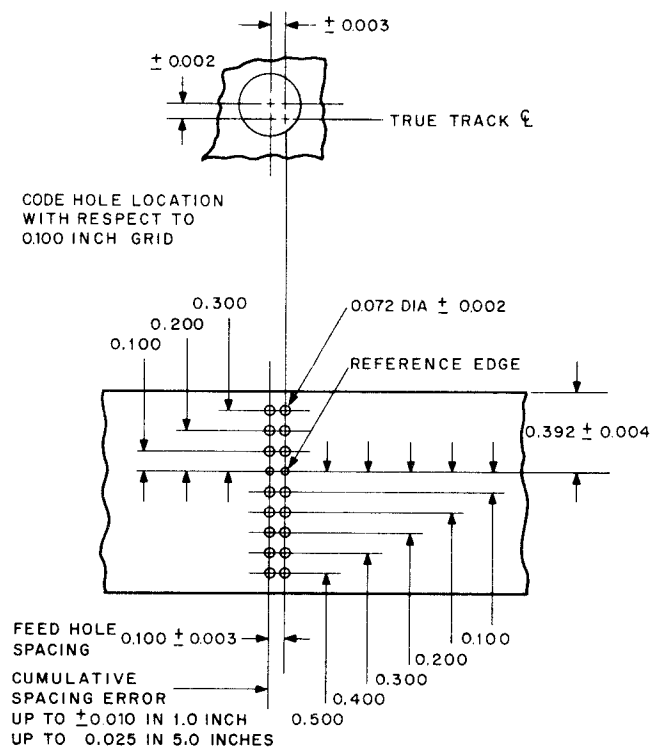 ± 0.003
± 0.002
TRUE TRACK ℄
CODE HOLE LOCATION
WITH RESPECT TO
0.100 INCH GRID
0.072 DIA ± 0.002
0.300
0.200
0.100
REFERENCE EDGE
0.392 ± 0.004
FEED HOLE
SPACING
0.100 ± 0.003
0.100
0.200
0.300
0.400
0.500
CUMULATIVE
SPACING ERROR
UP TO ±0.010 IN 1.0 INCH
UP TO 0.025 IN 5.0 INCHES